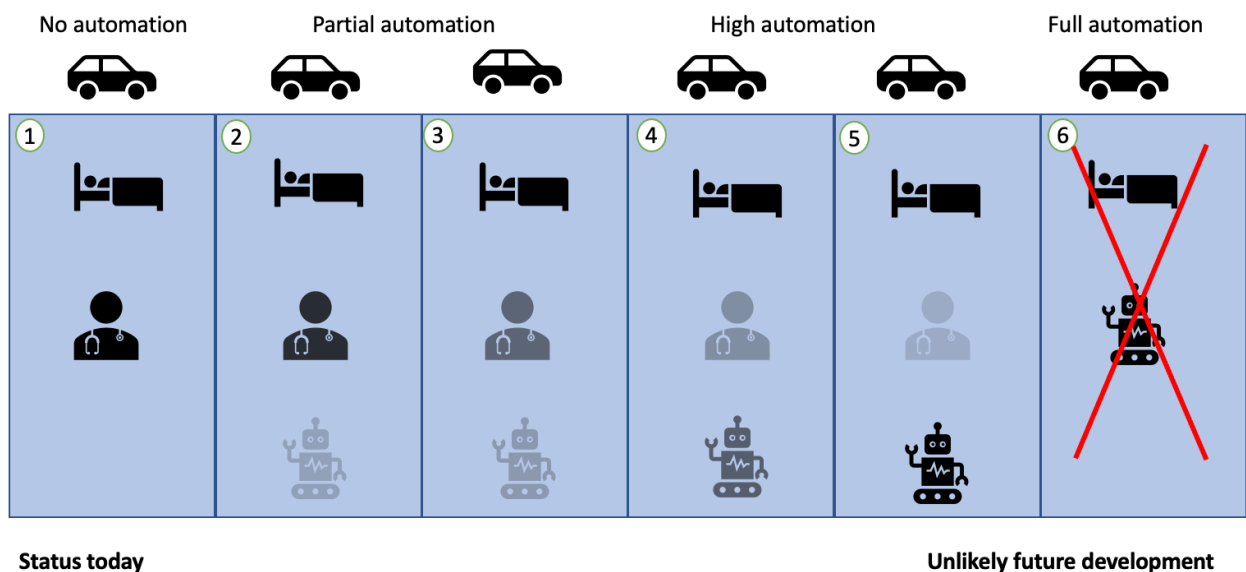 No automation
Partial automation
High automation
Full automation
1
2
3
4
5
6
Status today
Unlikely future development